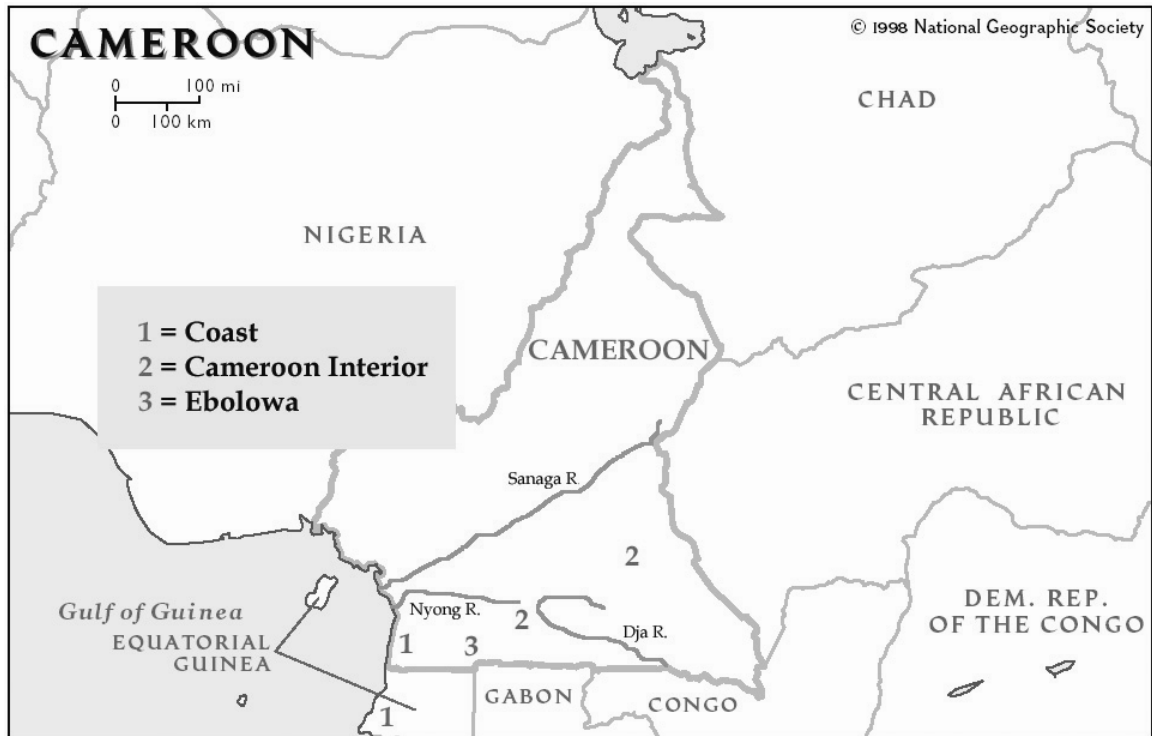 CAMEROON
© 1998 National Geographic Society
0 100 mi
0 100 km
CHAD
NIGERIA
1 = Coast
2 = Cameroon Interior
3 = Ebolowa
CAMEROON
CENTRAL AFRICAN
REPUBLIC
Sanaga R.
2
Gulf of Guinea
EQUATORIAL
GUINEA
Nyong R.
2
Dja R.
1
3
DEM. REP.
OF THE CONGO
GABON
CONGO
1